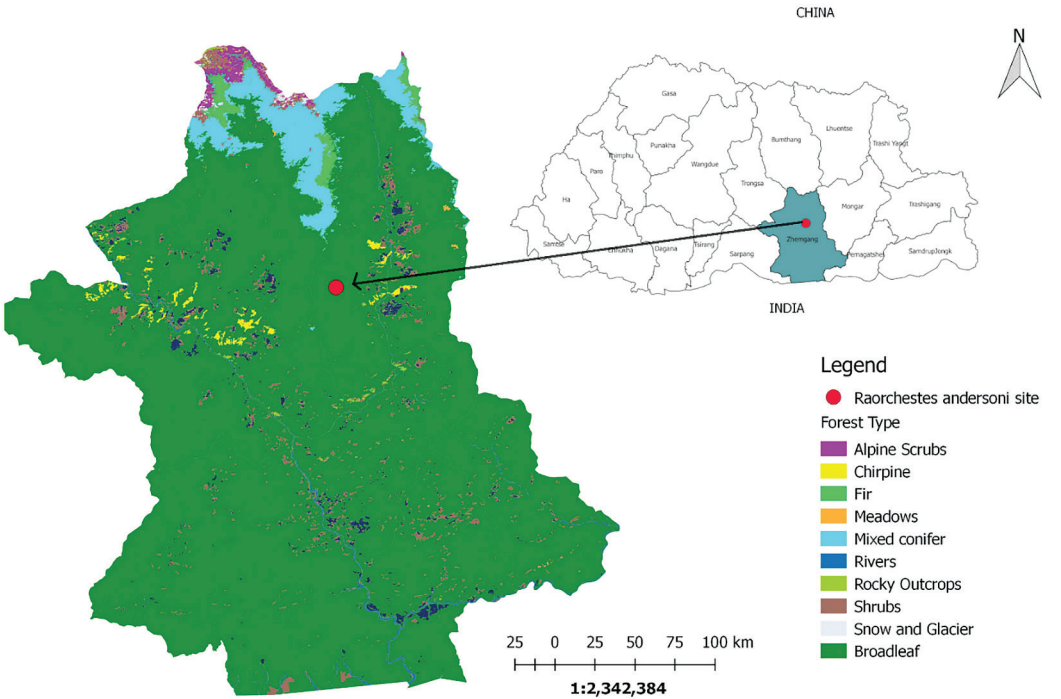 CHINA
N
Gasa
Lhuentse
Bumthang
Punakha
Trashi Yangt
Thimphu
Wangdue
Paro
Trongsa
Ha
Mongar
Trashigang
Zhemgang
Samtse
Chhukha
Dagana
Tsirang
Sarpang
Pemagatshel
SamdrupJongk
INDIA
Legend
Raorchestes andersoni site
Forest Type
Alpine Scrubs
Chirpine
Fir
Meadows
Mixed conifer
Rivers
Rocky Outcrops
Shrubs
Snow and Glacier
Broadleaf
25 0 25 50 75 100 km
1:2,342,384